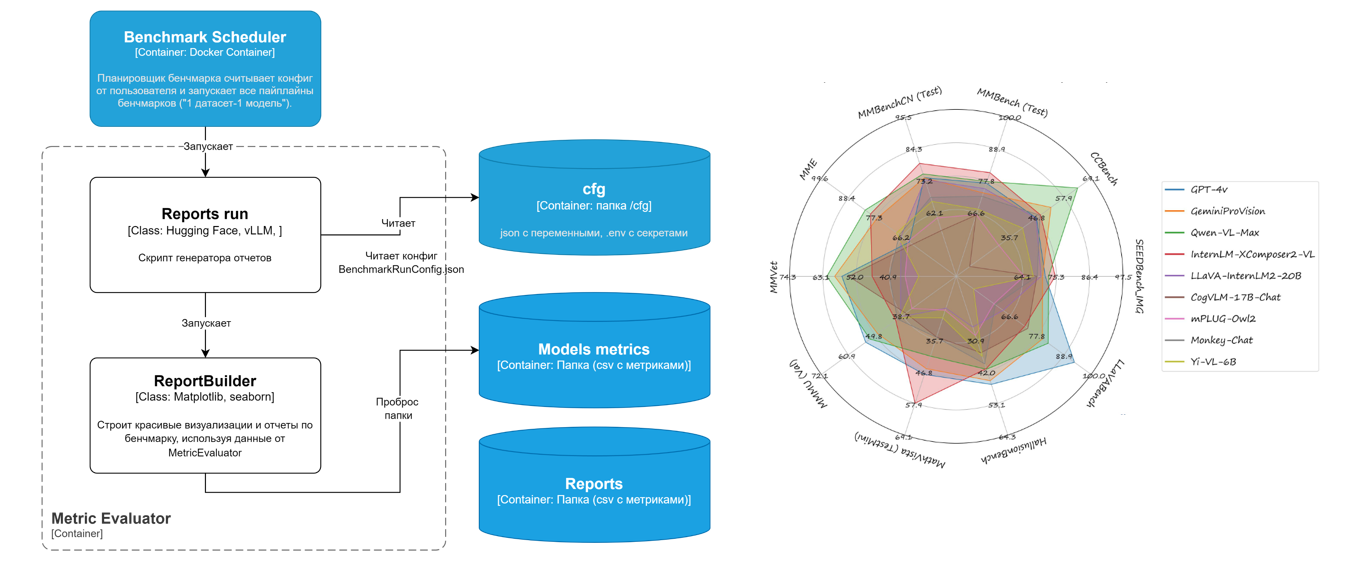 Benchmark Scheduler
[Container: Docker Container]
Планировщик бенчмарка считывает конфиг
от пользователя и запускает все пайплайны
бенчмарков ("1 датасет-1 модель").
Запускает
Reports run
[Class: Hugging Face, vLLM, ]
Скрипт генератора отчетов
Читает
Читает конфиг
BenchmarkRunConfig.json
Запускает
ReportBuilder
[Class: Matplotlib, seaborn]
Строит красивые визуализации и отчеты по
бенчмарку, используя данные от
MetricEvaluator
Проброс
папки
Metric Evaluator
[Container]
cfg
[Container: папка /cfg]
json с переменными, .env с секретами
Models metrics
[Container: Папка (csv с метриками)]
Reports
[Container: Папка (csv с метриками)]
MMBench (Test)
100.0
88.9
77.8
66.6
MMBenchCN (Test)
95.5
84.3
73.2
62.1
MME
99.6
88.4
77.3
66.2
MMVet
74.3
63.1
52.0
40.9
MMMU (Val)
72.1
60.9
49.8
38.7
MathVista (TestMini)
69.1
57.9
46.8
35.7
HallusionBench
64.3
53.1
42.0
30.9
LLaVABench
100.0
88.9
77.8
66.6
SEEDBench_IMG
97.5
86.4
75.3
64.1
CCBench
69.1
57.9
46.8
35.7
GPT-4v
GeminiProVision
Qwen-VL-Max
InternLM-XComposer2-VL
LLaVA-InternLM2-20B
CogVLM-17B-Chat
mPLUG-Owl2
Monkey-Chat
Yi-VL-6B